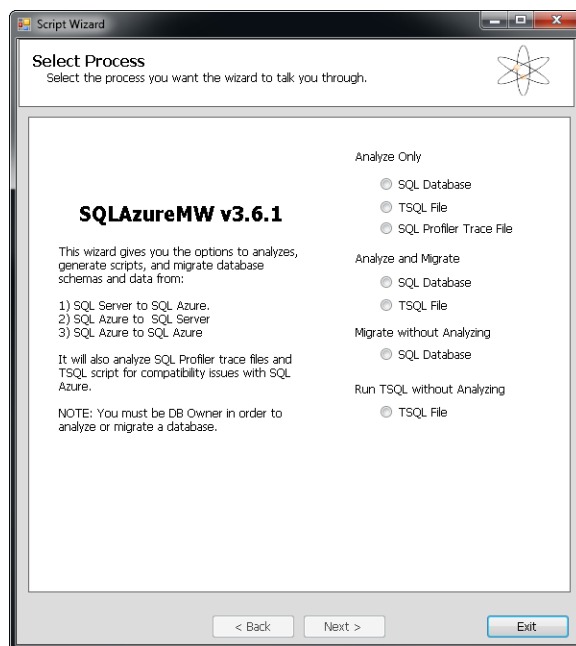 Script Wizard
Select Process
Select the process you want the wizard to talk you through.
SQLAzureMW v3.6.1
This wizard gives you the options to analyzes,
generate scripts, and migrate database
schemas and data from:
1) SQL Server to SQL Azure.
2) SQL Azure to  SQL Server
3) SQL Azure to SQL Azure
It will also analyze SQL Profiler trace files and
TSQL script for compatibility issues with SQL
Azure.
NOTE: You must be DB Owner in order to
analyze or migrate a database.
Analyze Only
SQL Database
TSQL File
SQL Profiler Trace File
Analyze and Migrate
SQL Database
TSQL File
Migrate without Analyzing
SQL Database
Run TSQL without Analyzing
TSQL File
< Back
Next >
Exit